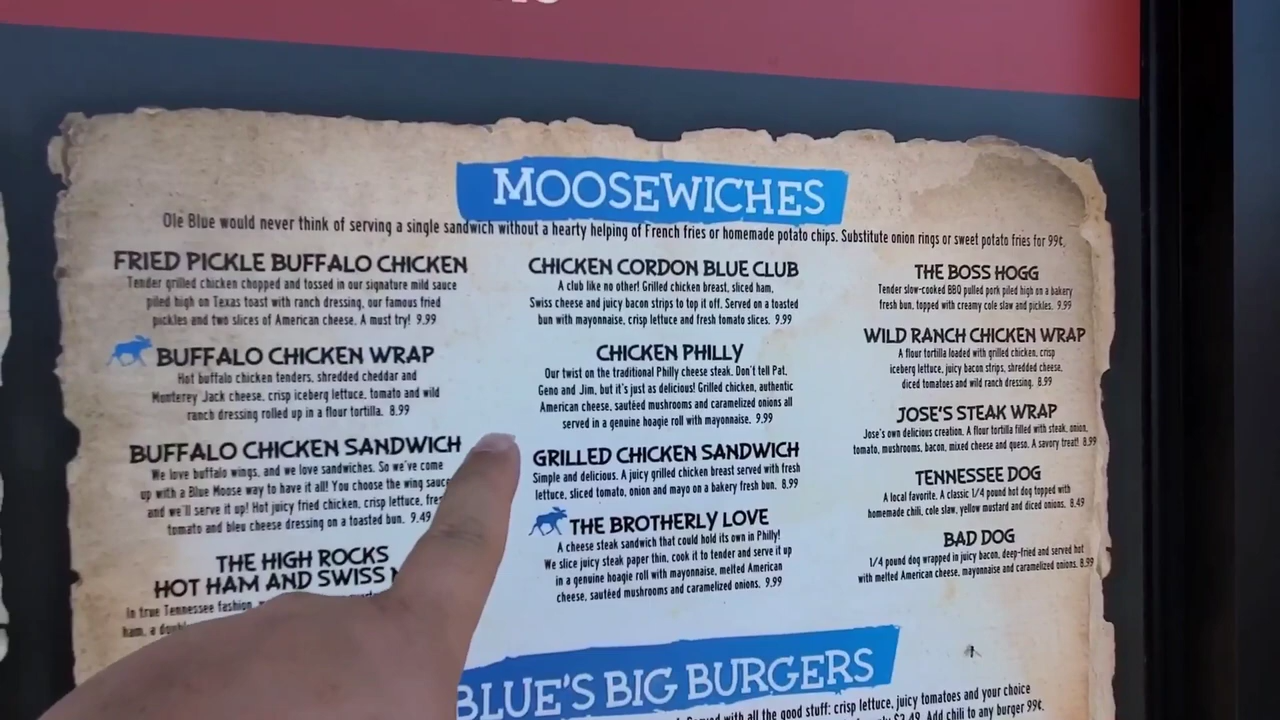 MOOSEWICHES
Ole Blue would never think of serving a single sandwich without a hearty helping of French fries or homemade potato chips. Substitute onion rings or sweet potato fries for 99¢.
FRIED PICKLE BUFFALO CHICKEN
Tender grilled chicken chopped and tossed in our signature mild sauce
piled high on Texas toast with ranch dressing, our famous fried
pickles and two slices of American cheese. A must try! 9.99
BUFFALO CHICKEN WRAP
Hot buffalo chicken tenders, shredded cheddar and
Monterey Jack cheese, crisp iceberg lettuce, tomato and wild
ranch dressing rolled up in a flour tortilla. 8.99
BUFFALO CHICKEN SANDWICH
We love buffalo wings, and we love sandwiches. So we've come
up with a Blue Moose way to have it all! You choose the wing sauce
and we'll serve it up! Hot juicy fried chicken, crisp lettuce,
tomato and bleu cheese dressing on a toasted bun. 9.49
THE HIGH ROCKS
HOT HAM AND SWISS
In true Tennessee fashion,
ham, a
CHICKEN CORDON BLUE CLUB
A club like no other! Grilled chicken breast, sliced ham,
Swiss cheese and juicy bacon strips to top it off. Served on a toasted
bun with mayonnaise, crisp lettuce and fresh tomato slices. 9.99
CHICKEN PHILLY
Our twist on the traditional Philly cheese steak. Don't tell Pat,
Geno and Jim, but it's just as delicious! Grilled chicken, authentic
American cheese, sautéed mushrooms and caramelized onions all
served in a genuine hoagie roll with mayonnaise. 9.99
GRILLED CHICKEN SANDWICH
Simple and delicious. A juicy grilled chicken breast served with fresh
lettuce, sliced tomato, onion and mayo on a bakery fresh bun. 8.99
THE BROTHERLY LOVE
A cheese steak sandwich that could hold its own in Philly!
We slice juicy steak paper thin, cook it to tender and serve it up
in a genuine hoagie roll with mayonnaise, melted American
cheese, sautéed mushrooms and caramelized onions. 9.99
THE BOSS HOGG
Tender slow-cooked BBQ pulled pork piled high on a bakery
fresh bun, topped with creamy cole slaw and pickles. 9.99
WILD RANCH CHICKEN WRAP
A flour tortilla loaded with grilled chicken, crisp
iceberg lettuce, juicy bacon strips, shredded cheese,
diced tomatoes and wild ranch dressing. 8.99
JOSE'S STEAK WRAP
Jose's own delicious creation. A flour tortilla filled with steak, onion,
tomato, mushrooms, bacon, mixed cheese and queso. A savory treat! 8.99
TENNESSEE DOG
A local favorite. A classic 1/4 pound hot dog topped with
homemade chili, cole slaw, yellow mustard and diced onions. 8.49
BAD DOG
1/4 pound dog wrapped in juicy bacon, deep-fried and served hot
with melted American cheese, mayonnaise and caramelized onions. 8.99
BLUE'S BIG BURGERS
with all the good stuff: crisp lettuce, juicy tomatoes and your choice
Add chili to any burger 99¢.